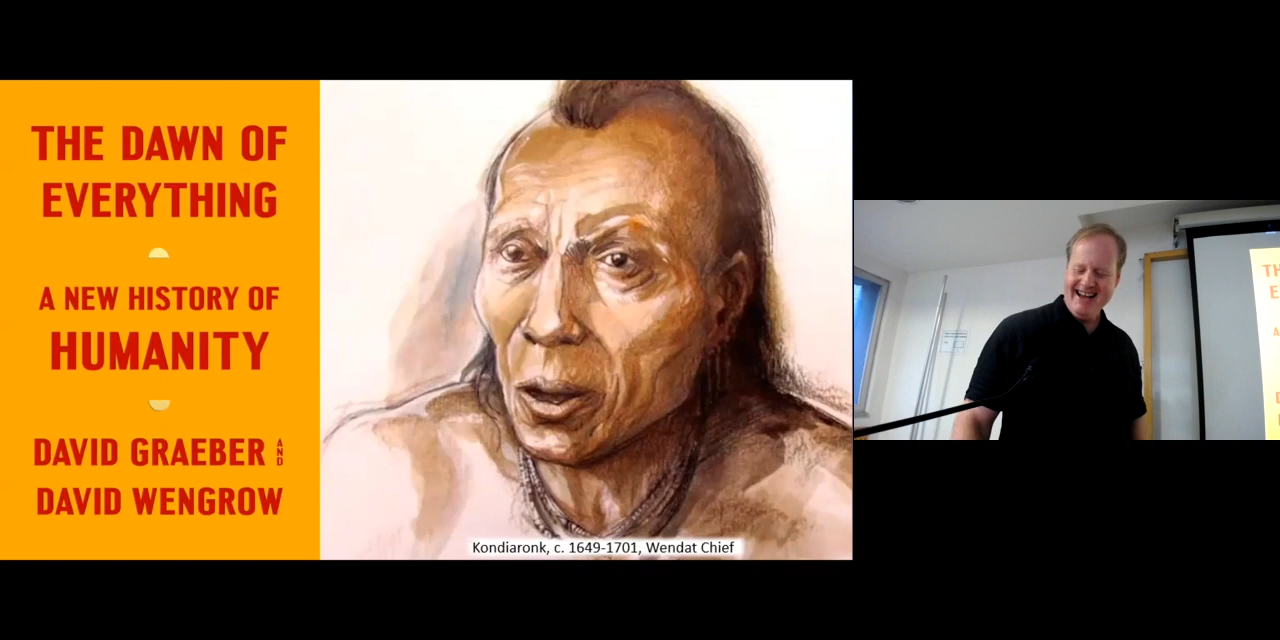 THE DAWN OF
EVERYTHING
A NEW HISTORY OF
HUMANITY
DAVID GRAEBER AND
DAVID WENGROW
Kondiaronk, c. 1649-1701, Wendat Chief